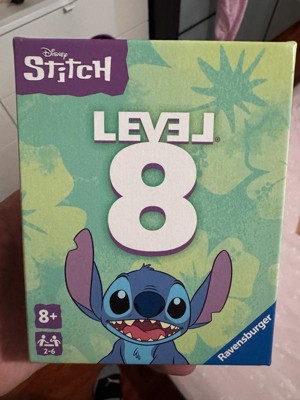 Disney
Stitch
LEVEL®
8
8+
2-6
Ravensburger